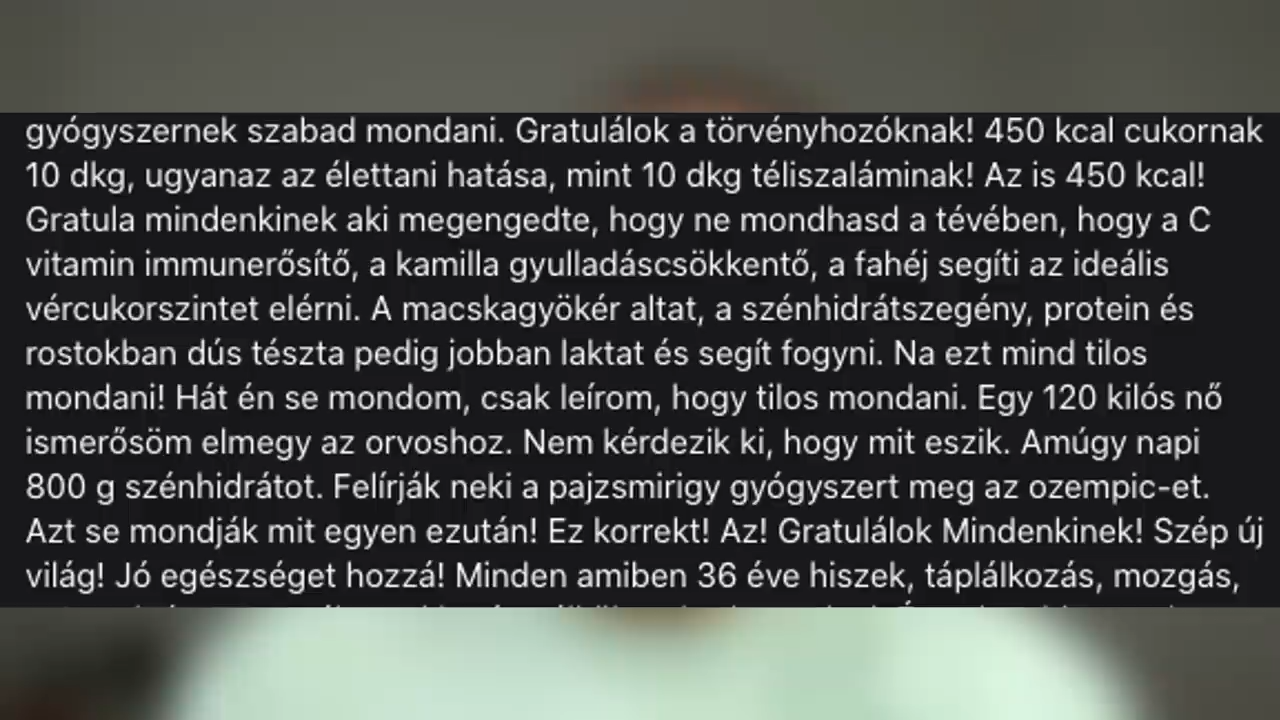 gyógyszernek szabad mondani. Gratulálok a törvényhozóknak! 450 kcal cukornak
10 dkg, ugyanaz az élettani hatása, mint 10 dkg téliszaláminak! Az is 450 kcal!
Gratula mindenkinek aki megengedte, hogy ne mondhasd a tévében, hogy a C
vitamin immunerősítő, a kamilla gyulladáscsökkentő, a fahéj segíti az ideális
vércukorszintet elérni. A macskagyökér altat, a szénhidrátszegény, protein és
rostokban dús tészta pedig jobban laktat és segít fogyni. Na ezt mind tilos
mondani! Hát én se mondom, csak leírom, hogy tilos mondani. Egy 120 kilós nő
ismerősöm elmegy az orvoshoz. Nem kérdezik ki, hogy mit eszik. Amúgy napi
800 g szénhidrátot. Felírják neki a pajzsmirigy gyógyszert meg az ozempic-et.
Azt se mondják mit egyen ezután! Ez korrekt! Az! Gratulálok Mindenkinek! Szép új
világ! Jó egészséget hozzá! Minden amiben 36 éve hiszek, táplálkozás, mozgás,